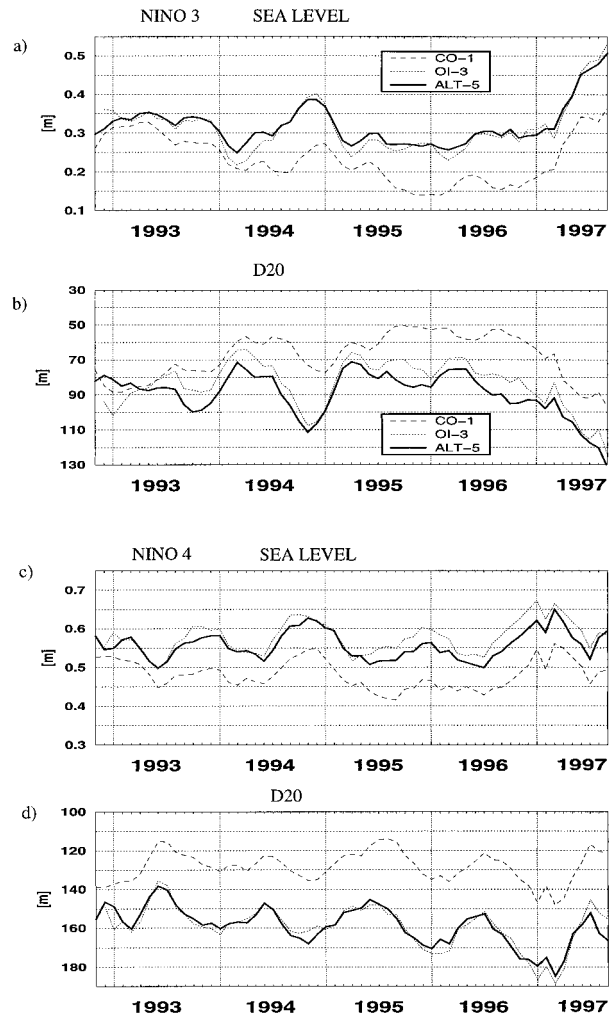 NINO 3 SEA LEVEL
a)
0.5
0.4
0.3
0.2
0.1
[m]
CO-1
OI-3
ALT-5
1993 1994 1995 1996 1997
D20
b)
30
50
70
90
110
130
[m]
CO-1
OI-3
ALT-5
1993 1994 1995 1996 1997
NINO 4 SEA LEVEL
c)
0.7
0.6
0.5
0.4
0.3
[m]
1993 1994 1995 1996 1997
D20
d)
100
120
140
160
180
[m]
1993 1994 1995 1996 1997